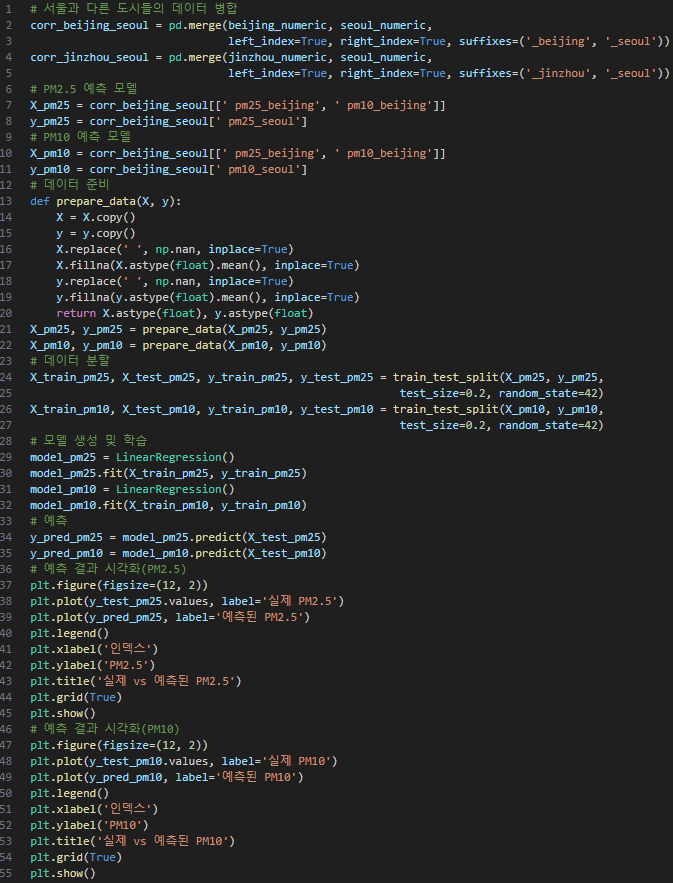 1 # 서울과 다른 도시들의 데이터 병합
2 corr_beijing_seoul = pd.merge(beijing_numeric, seoul_numeric,
3                               left_index=True, right_index=True, suffixes=('_beijing', '_seoul'))
4 corr_jinzhou_seoul = pd.merge(jinzhou_numeric, seoul_numeric,
5                               left_index=True, right_index=True, suffixes=('_jinzhou', '_seoul'))
6 # PM2.5 예측 모델
7 X_pm25 = corr_beijing_seoul[[' pm25_beijing', ' pm10_beijing']]
8 y_pm25 = corr_beijing_seoul[' pm25_seoul']
9 # PM10 예측 모델
10 X_pm10 = corr_beijing_seoul[[' pm25_beijing', ' pm10_beijing']]
11 y_pm10 = corr_beijing_seoul[' pm10_seoul']
12 # 데이터 준비
13 def prepare_data(X, y):
14     X = X.copy()
15     y = y.copy()
16     X.replace(' ', np.nan, inplace=True)
17     X.fillna(X.astype(float).mean(), inplace=True)
18     y.replace(' ', np.nan, inplace=True)
19     y.fillna(y.astype(float).mean(), inplace=True)
20     return X.astype(float), y.astype(float)
21 X_pm25, y_pm25 = prepare_data(X_pm25, y_pm25)
22 X_pm10, y_pm10 = prepare_data(X_pm10, y_pm10)
23 # 데이터 분할
24 X_train_pm25, X_test_pm25, y_train_pm25, y_test_pm25 = train_test_split(X_pm25, y_pm25,
25                                                         test_size=0.2, random_state=42)
26 X_train_pm10, X_test_pm10, y_train_pm10, y_test_pm10 = train_test_split(X_pm10, y_pm10,
27                                                         test_size=0.2, random_state=42)
28 # 모델 생성 및 학습
29 model_pm25 = LinearRegression()
30 model_pm25.fit(X_train_pm25, y_train_pm25)
31 model_pm10 = LinearRegression()
32 model_pm10.fit(X_train_pm10, y_train_pm10)
33 # 예측
34 y_pred_pm25 = model_pm25.predict(X_test_pm25)
35 y_pred_pm10 = model_pm10.predict(X_test_pm10)
36 # 예측 결과 시각화(PM2.5)
37 plt.figure(figsize=(12, 2))
38 plt.plot(y_test_pm25.values, label='실제 PM2.5')
39 plt.plot(y_pred_pm25, label='예측된 PM2.5')
40 plt.legend()
41 plt.xlabel('인덱스')
42 plt.ylabel('PM2.5')
43 plt.title('실제 vs 예측된 PM2.5')
44 plt.grid(True)
45 plt.show()
46 # 예측 결과 시각화(PM10)
47 plt.figure(figsize=(12, 2))
48 plt.plot(y_test_pm10.values, label='실제 PM10')
49 plt.plot(y_pred_pm10, label='예측된 PM10')
50 plt.legend()
51 plt.xlabel('인덱스')
52 plt.ylabel('PM10')
53 plt.title('실제 vs 예측된 PM10')
54 plt.grid(True)
55 plt.show()